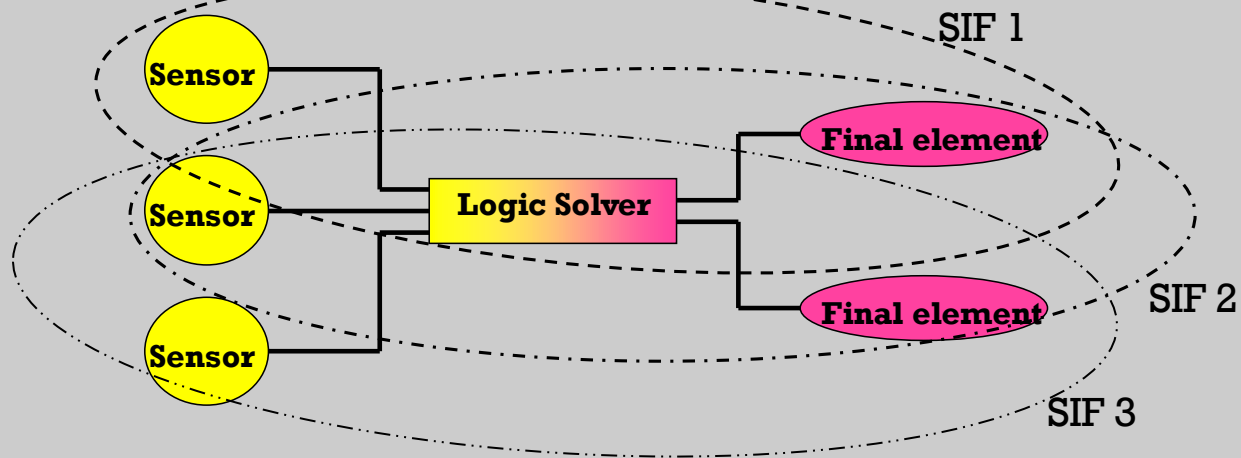 SIF 1
Sensor
Final element
Sensor
Logic Solver
SIF 2
Final element
Sensor
SIF 3